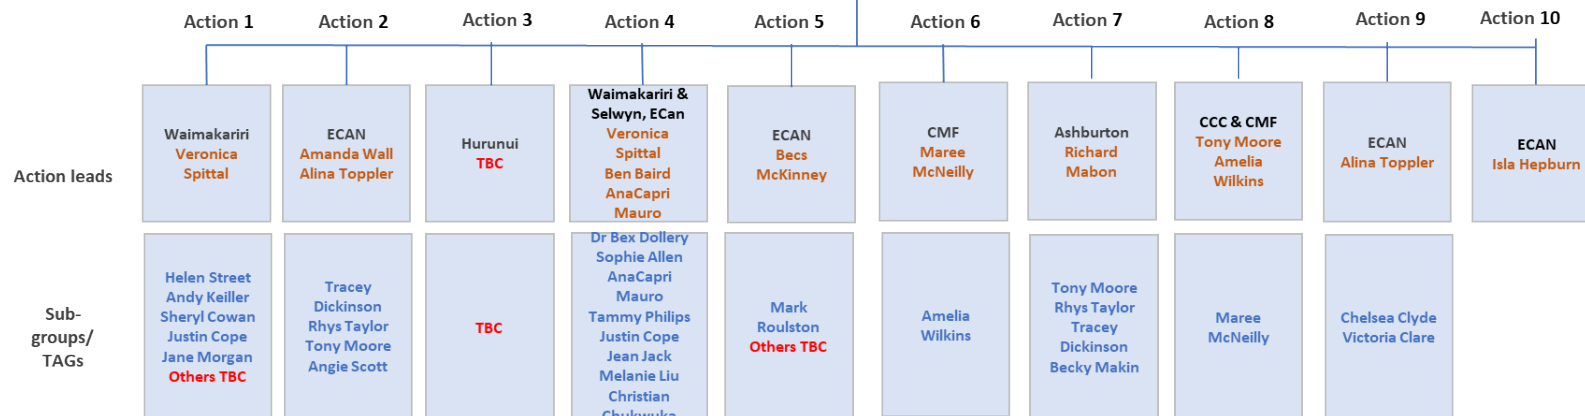 Action 1
Action 2
Action 3
Action 4
Action 5
Action 6
Action 7
Action 8
Action 9
Action 10
Action leads
Waimakariri
Veronica
Spittal
ECAN
Amanda Wall
Alina Toppler
Hurunui
TBC
Waimakariri &
Selwyn, ECan
Veronica
Spittal
Ben Baird
AnaCapri
Mauro
ECAN
Becs
McKinney
CMF
Maree
McNeilly
Ashburton
Richard
Mabon
CCC & CMF
Tony Moore
Amelia
Wilkins
ECAN
Alina Toppler
ECAN
Isla Hepburn
Sub-
groups/
TAGs
Helen Street
Andy Keiller
Sheryl Cowan
Justin Cope
Jane Morgan
Others TBC
Tracey
Dickinson
Rhys Taylor
Tony Moore
Angie Scott
TBC
Dr Bex Dollery
Sophie Allen
AnaCapri
Mauro
Tammy Philips
Justin Cope
Jean Jack
Melanie Liu
Christian
Chukwuka
Mark
Roulston
Others TBC
Amelia
Wilkins
Tony Moore
Rhys Taylor
Tracey
Dickinson
Becky Makin
Maree
McNeilly
Chelsea Clyde
Victoria Clare